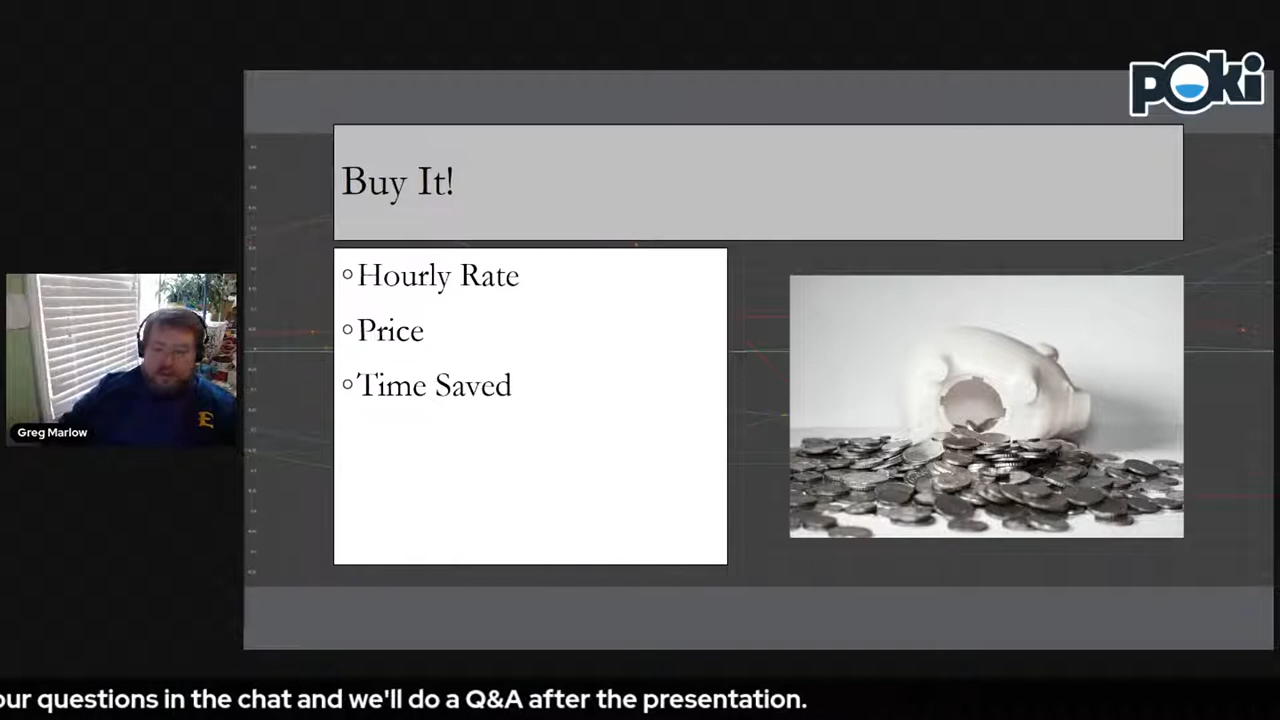 poki
Buy It!
Hourly Rate
Price
Time Saved
Greg Marlow
our questions in the chat and we'll do a Q&A after the presentation.